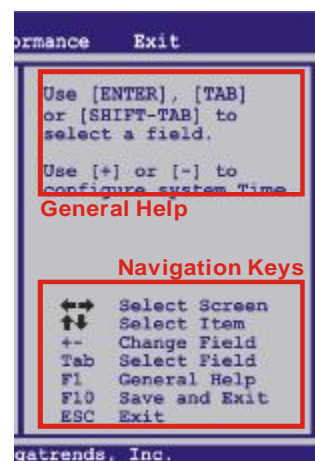 ormance Exit
Use [ENTER], [TAB]
or [SHIFT-TAB] to
select a field.
Use [+] or [-] to
configure system Time
General Help
Navigation Keys
Select Screen
Select Item
+- Change Field
Tab Select Field
F1 General Help
F10 Save and Exit
ESC Exit
gatrends, Inc.